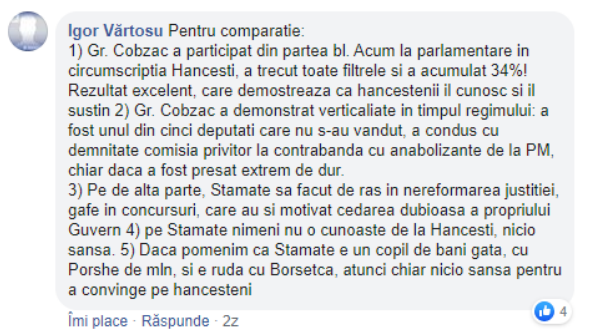 Igor Vărtosu Pentru comparatie:
1) Gr. Cobzac a participat din partea bl. Acum la parlamentare in
circumscriptia Hancesti, a trecut toate filtrele si a acumulat 34%!
Rezultat excelent, care demostreaza ca hancestenii il cunosc si il
sustin 2) Gr. Cobzac a demonstrat verticaliate in timpul regimului: a
fost unul din cinci deputati care nu s-au vandut, a condus cu
demnitate comisia privitor la contrabanda cu anabolizante de la PM,
chiar daca a fost presat extrem de dur.
3) Pe de alta parte, Stamate sa facut de ras in nereformarea justitiei,
gafe in concursuri, care au si motivat cedarea dubioasa a propriului
Guvern 4) pe Stamate nimeni nu o cunoaste de la Hancesti, nicio
sansa. 5) Daca pomenim ca Stamate e un copil de bani gata, cu
Porshe de mln, si e ruda cu Borsetca, atunci chiar nicio sansa pentru
a convinge pe hancesteni
4
Îmi place · Răspunde · 2z